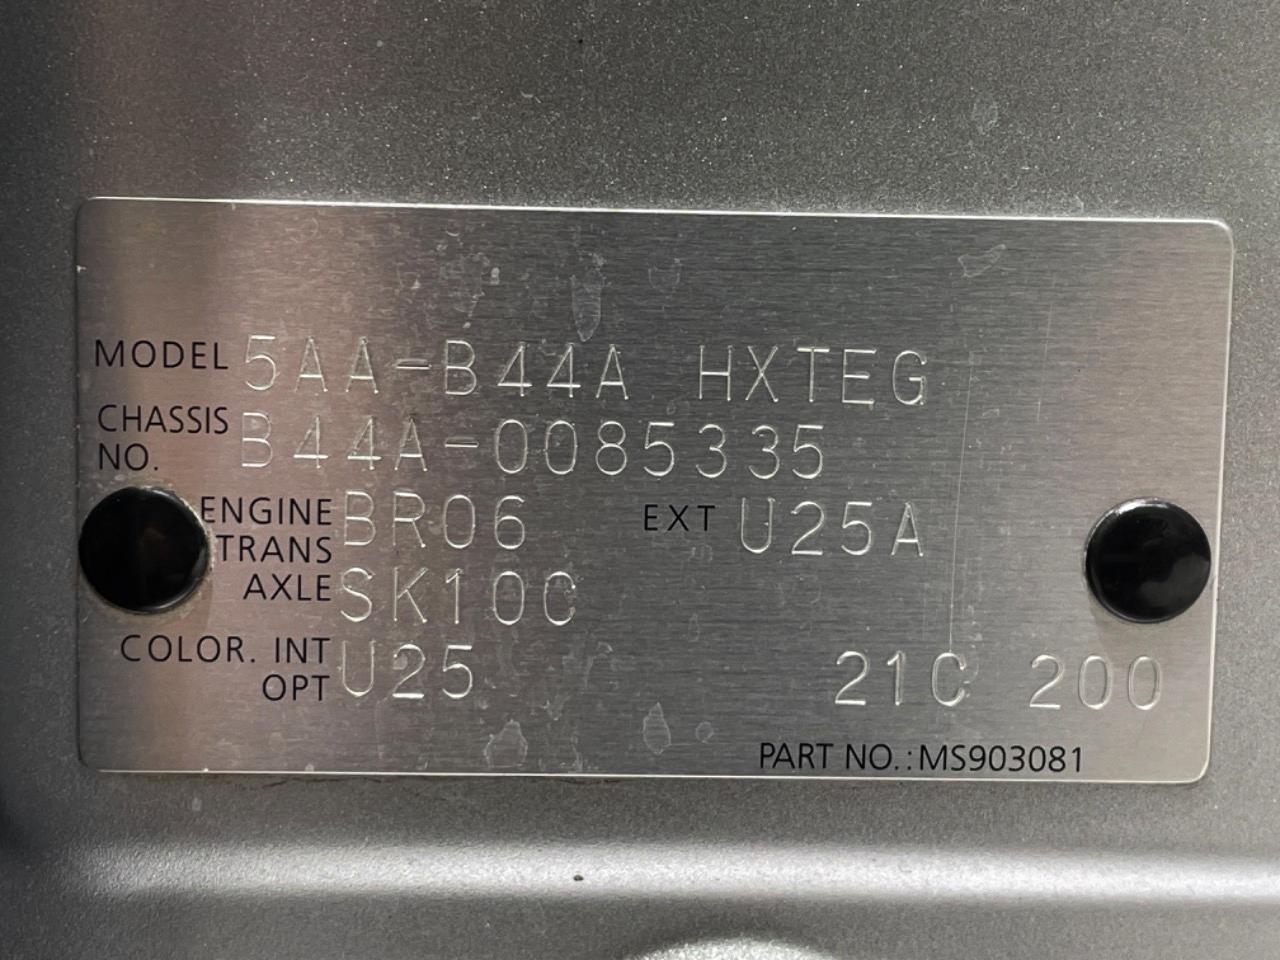 MODEL 5AA-B44A HXTEG
CHASSIS NO. B44A-0085335
ENGINE BR06 EXT U25A
TRANS AXLE SK10C
COLOR. INT U25
OPT 21C 200
PART NO.:MS903081